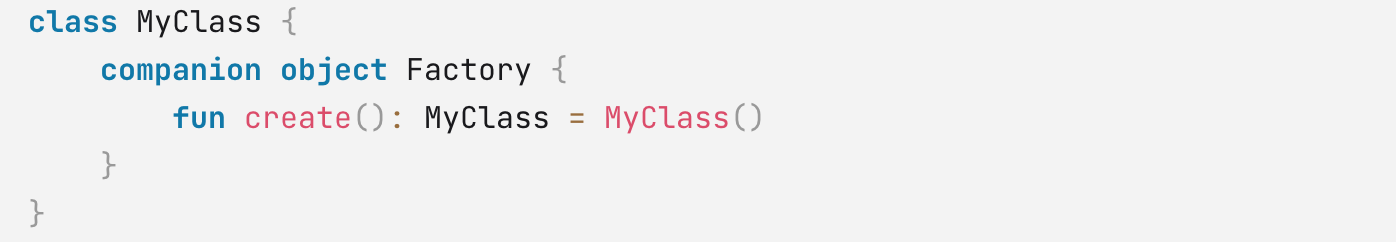 class MyClass {
    companion object Factory {
        fun create(): MyClass = MyClass()
    }
}